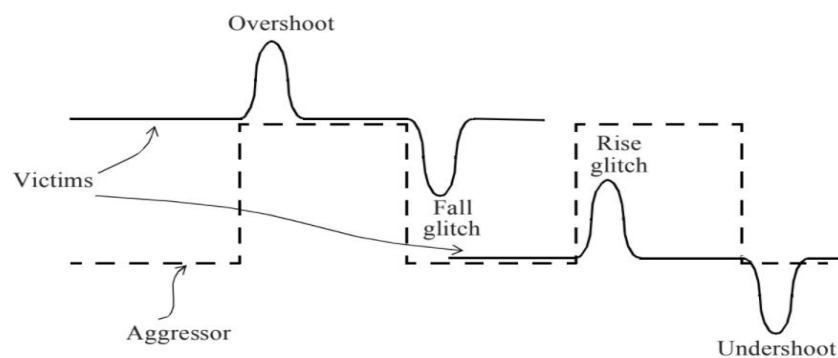 Overshoot
Rise
glitch
Victims
Fall
glitch
Aggressor
Undershoot